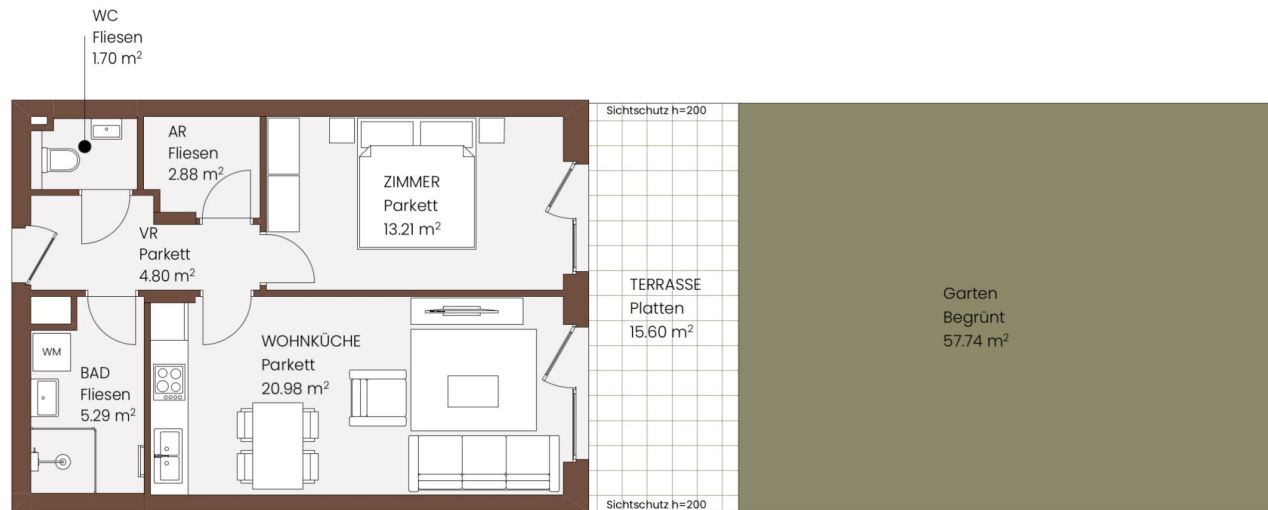 WC
Fliesen
1.70 m²
Sichtschutz h=200
AR
Fliesen
2.88 m²
ZIMMER
Parkett
13.21 m²
VR
Parkett
4.80 m²
TERRASSE
Platten
15.60 m²
Garten
Begrünt
57.74 m²
WOHNKÜCHE
Parkett
20.98 m²
WM
BAD
Fliesen
5.29 m²
Sichtschutz h=200